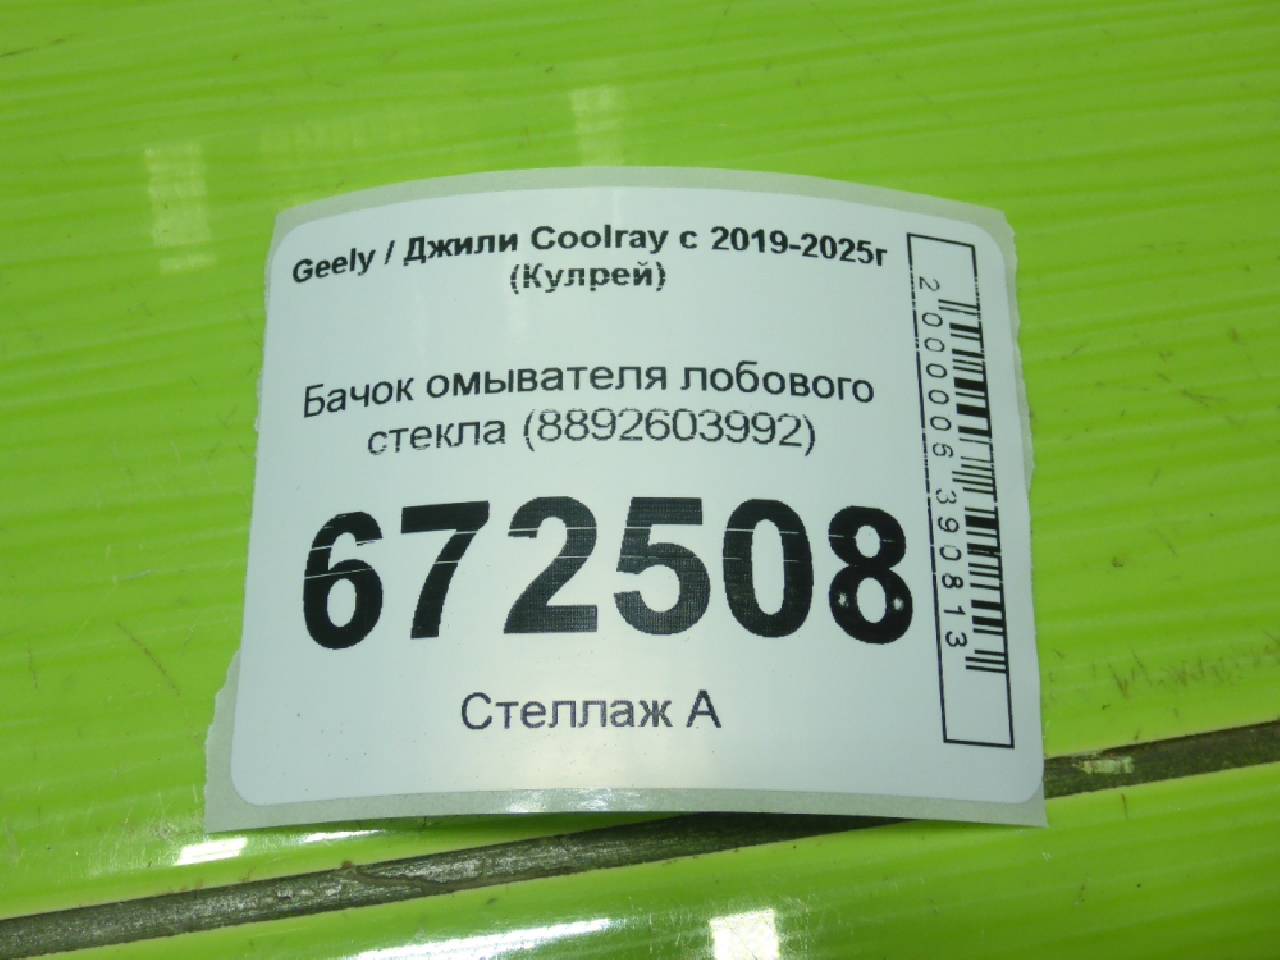 Geely / Джили Coolray с 2019-2025г
(Кулрей)
Бачок омывателя лобового
стекла (8892603992)
672508
Стеллаж А
2000006390813